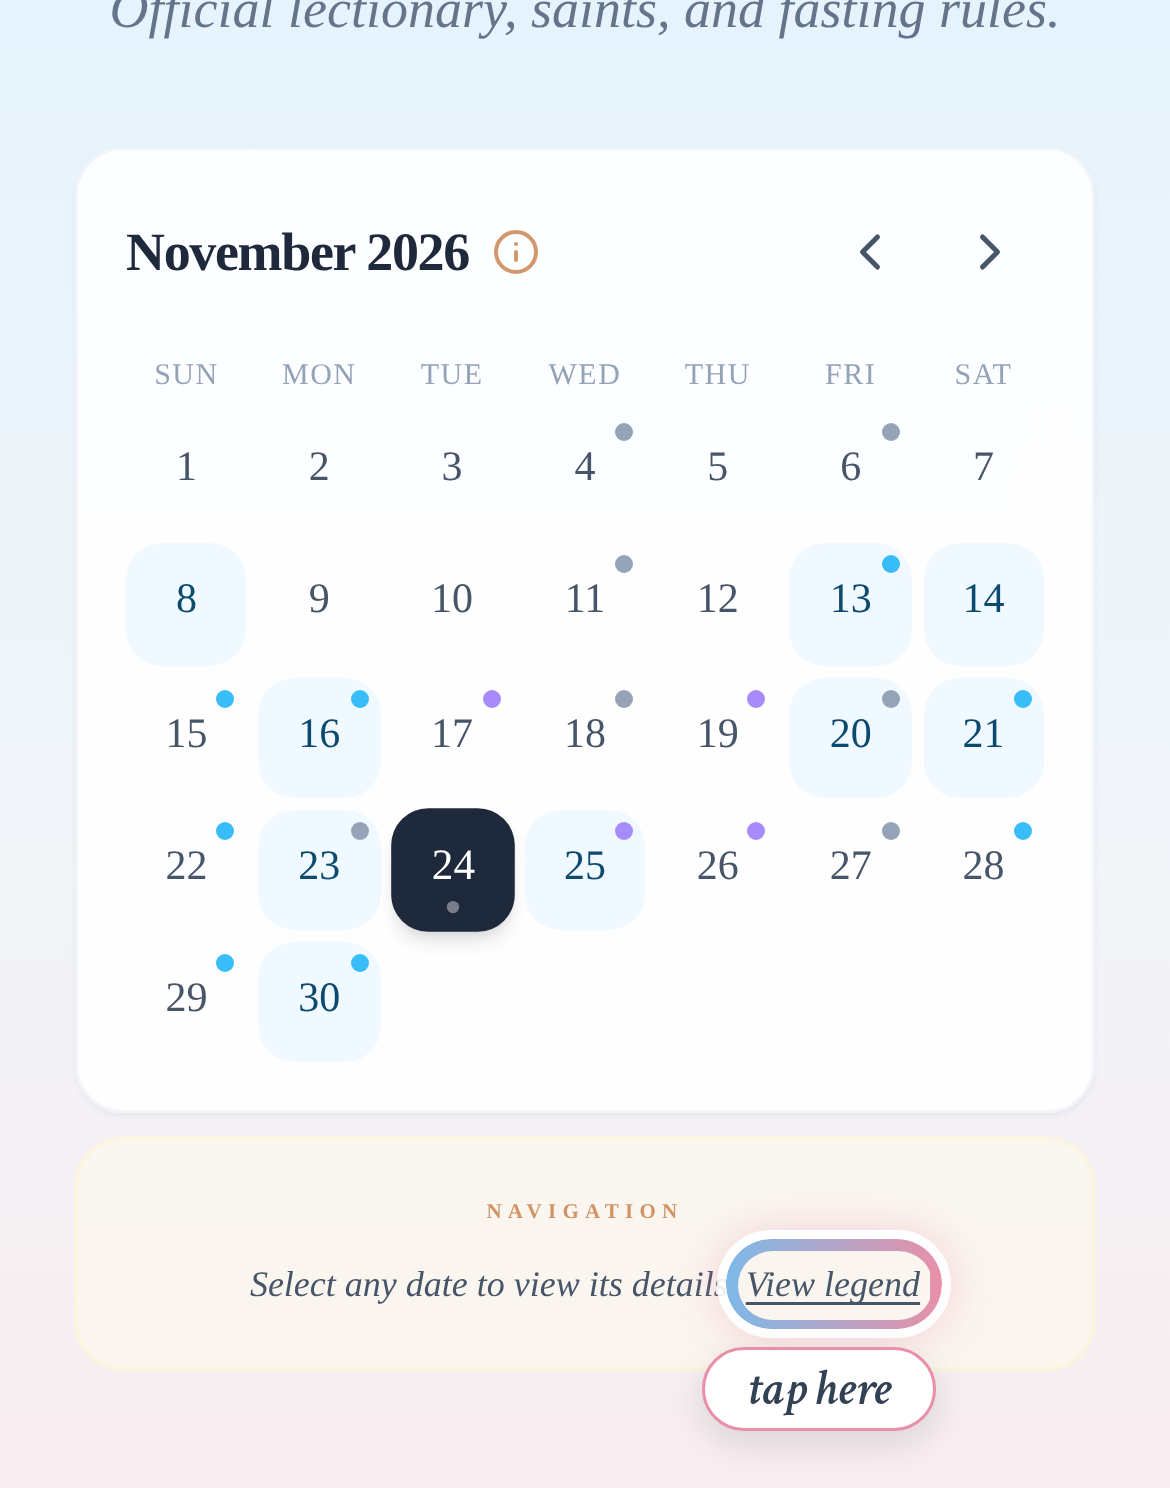 Official lectionary, saints, and fasting rules.
November 2026
SUN MON TUE WED THU FRI SAT
1 2 3 4 5 6 7
8 9 10 11 12 13 14
15 16 17 18 19 20 21
22 23 24 25 26 27 28
29 30
NAVIGATION
Select any date to view its details View legend
tap here